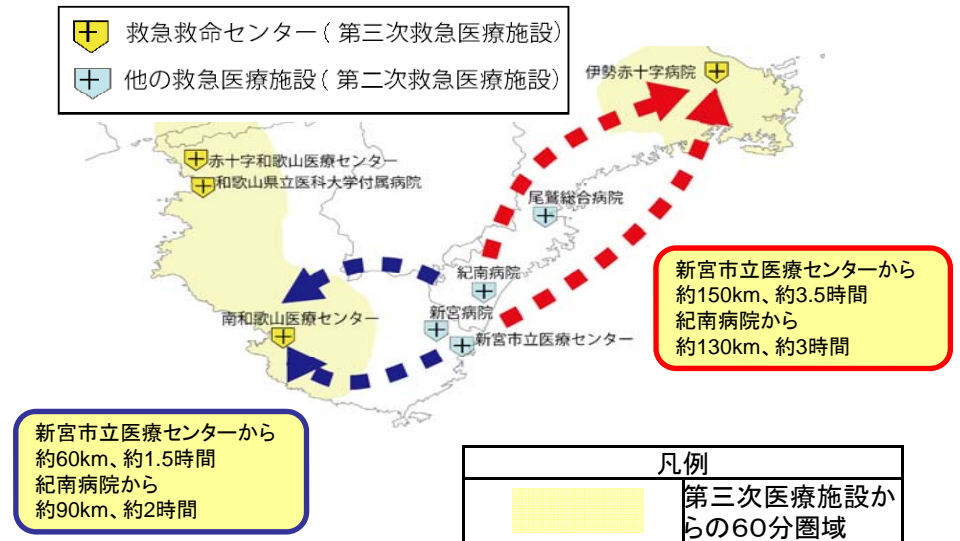 救急救命センター( 第三次救急医療施設)
他の救急医療施設( 第二次救急医療施設)
伊勢赤十字病院
赤十字和歌山医療センター
和歌山県立医科大学付属病院
尾鷲総合病院
紀南病院
新宮病院
南和歌山医療センター
新宮市立医療センター
新宮市立医療センターから
約150km、約3.5時間
紀南病院から
約130km、約3時間
新宮市立医療センターから
約60km、約1.5時間
紀南病院から
約90km、約2時間
凡例
第三次医療施設か
らの60分圏域